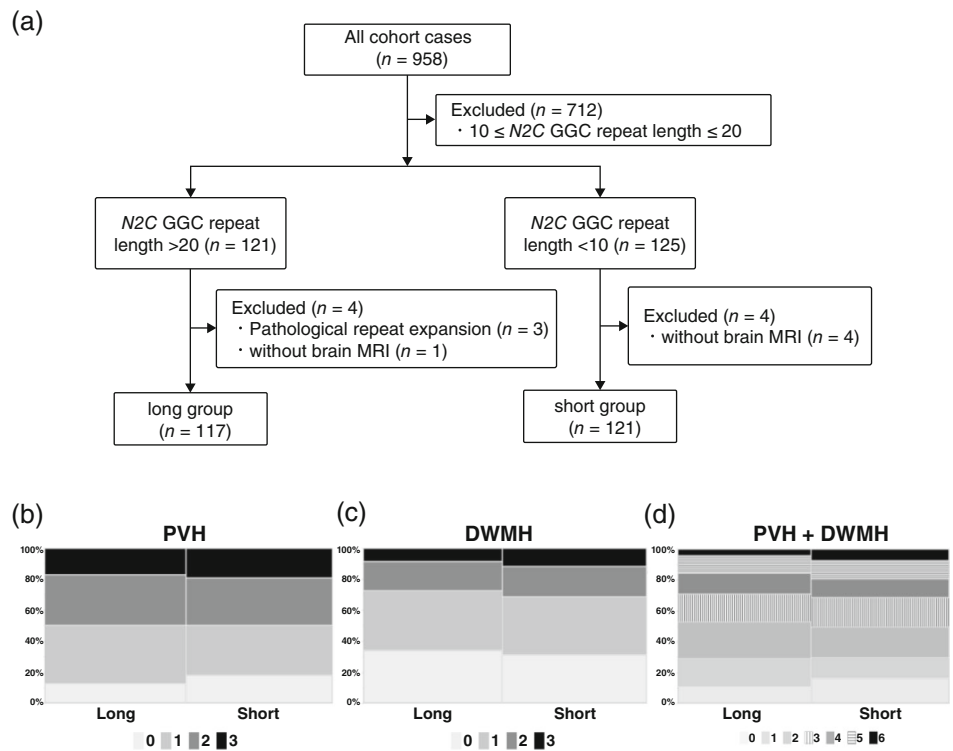 (a)
All cohort cases
(n = 958)
Excluded (n = 712)
・10 ≤ N2C GGC repeat length ≤ 20
N2C GGC repeat
length >20 (n = 121)
N2C GGC repeat
length <10 (n = 125)
Excluded (n = 4)
・Pathological repeat expansion (n = 3)
・without brain MRI (n = 1)
Excluded (n = 4)
・without brain MRI (n = 4)
long group
(n = 117)
short group
(n = 121)
(b)
PVH
100%
80%
60%
40%
20%
0%
Long Short
0 1 2 3
(c)
DWMH
100%
80%
60%
40%
20%
0%
Long Short
0 1 2 3
(d)
PVH + DWMH
100%
80%
60%
40%
20%
0%
Long Short
0 1 2 3 4 5 6